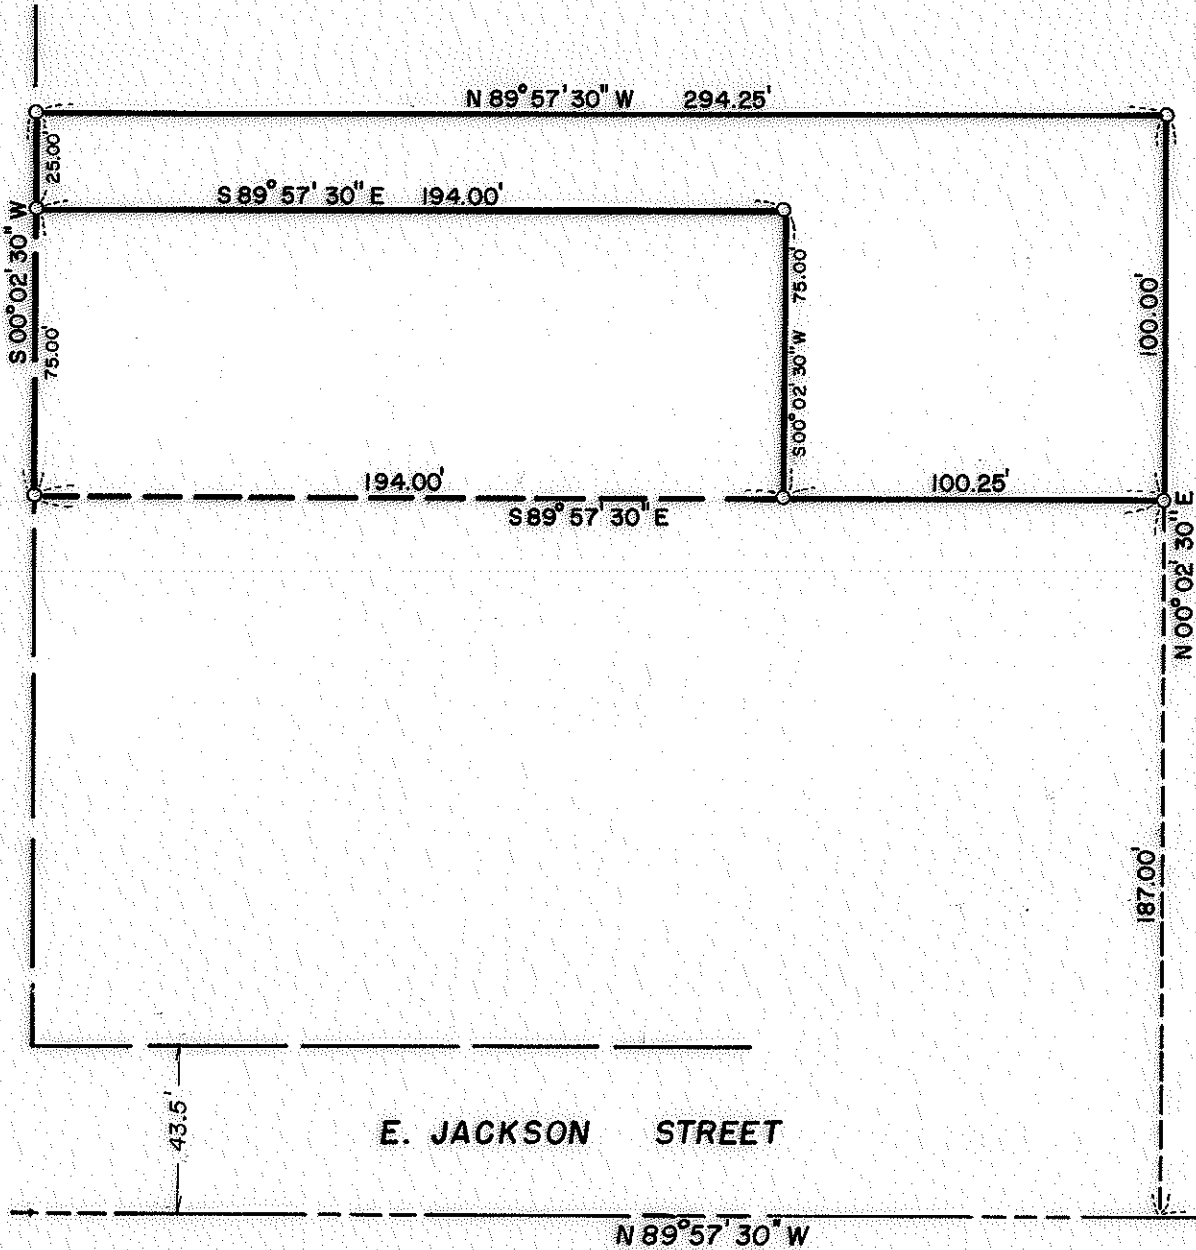 N 89° 57' 30" W 294.25'
25.00'
S 89° 57' 30" E 194.00'
S 00° 02' 30" W
75.00'
S 00° 02' 30" W 75.00'
100.00'
194.00'
100.25'
S 89° 57' 30" E
N 00° 02' 30" E
187.00'
43.5'
E. JACKSON STREET
N 89° 57' 30" W